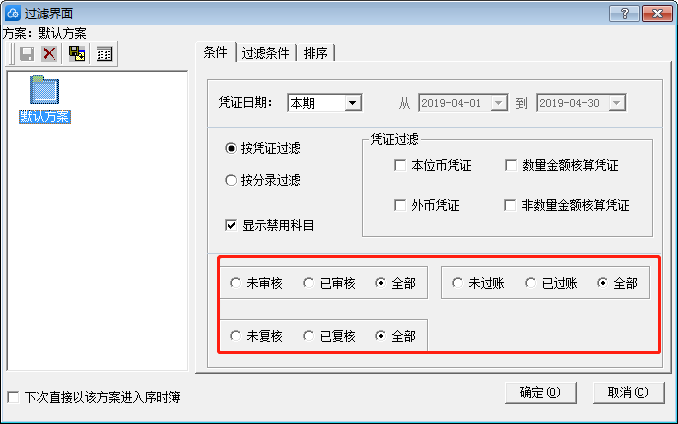 过滤界面
方案: 默认方案
默认方案
条件 过滤条件 排序
凭证日期: 本期 从 2019-04-01 到 2019-04-30
按凭证过滤
按分录过滤
显示禁用科目
凭证过滤
本位币凭证 数量金额核算凭证
外币凭证 非数量金额核算凭证
未审核 已审核 全部 未过账 已过账 全部
未复核 已复核 全部
下次直接以该方案进入序时簿
确定(O) 取消(C)